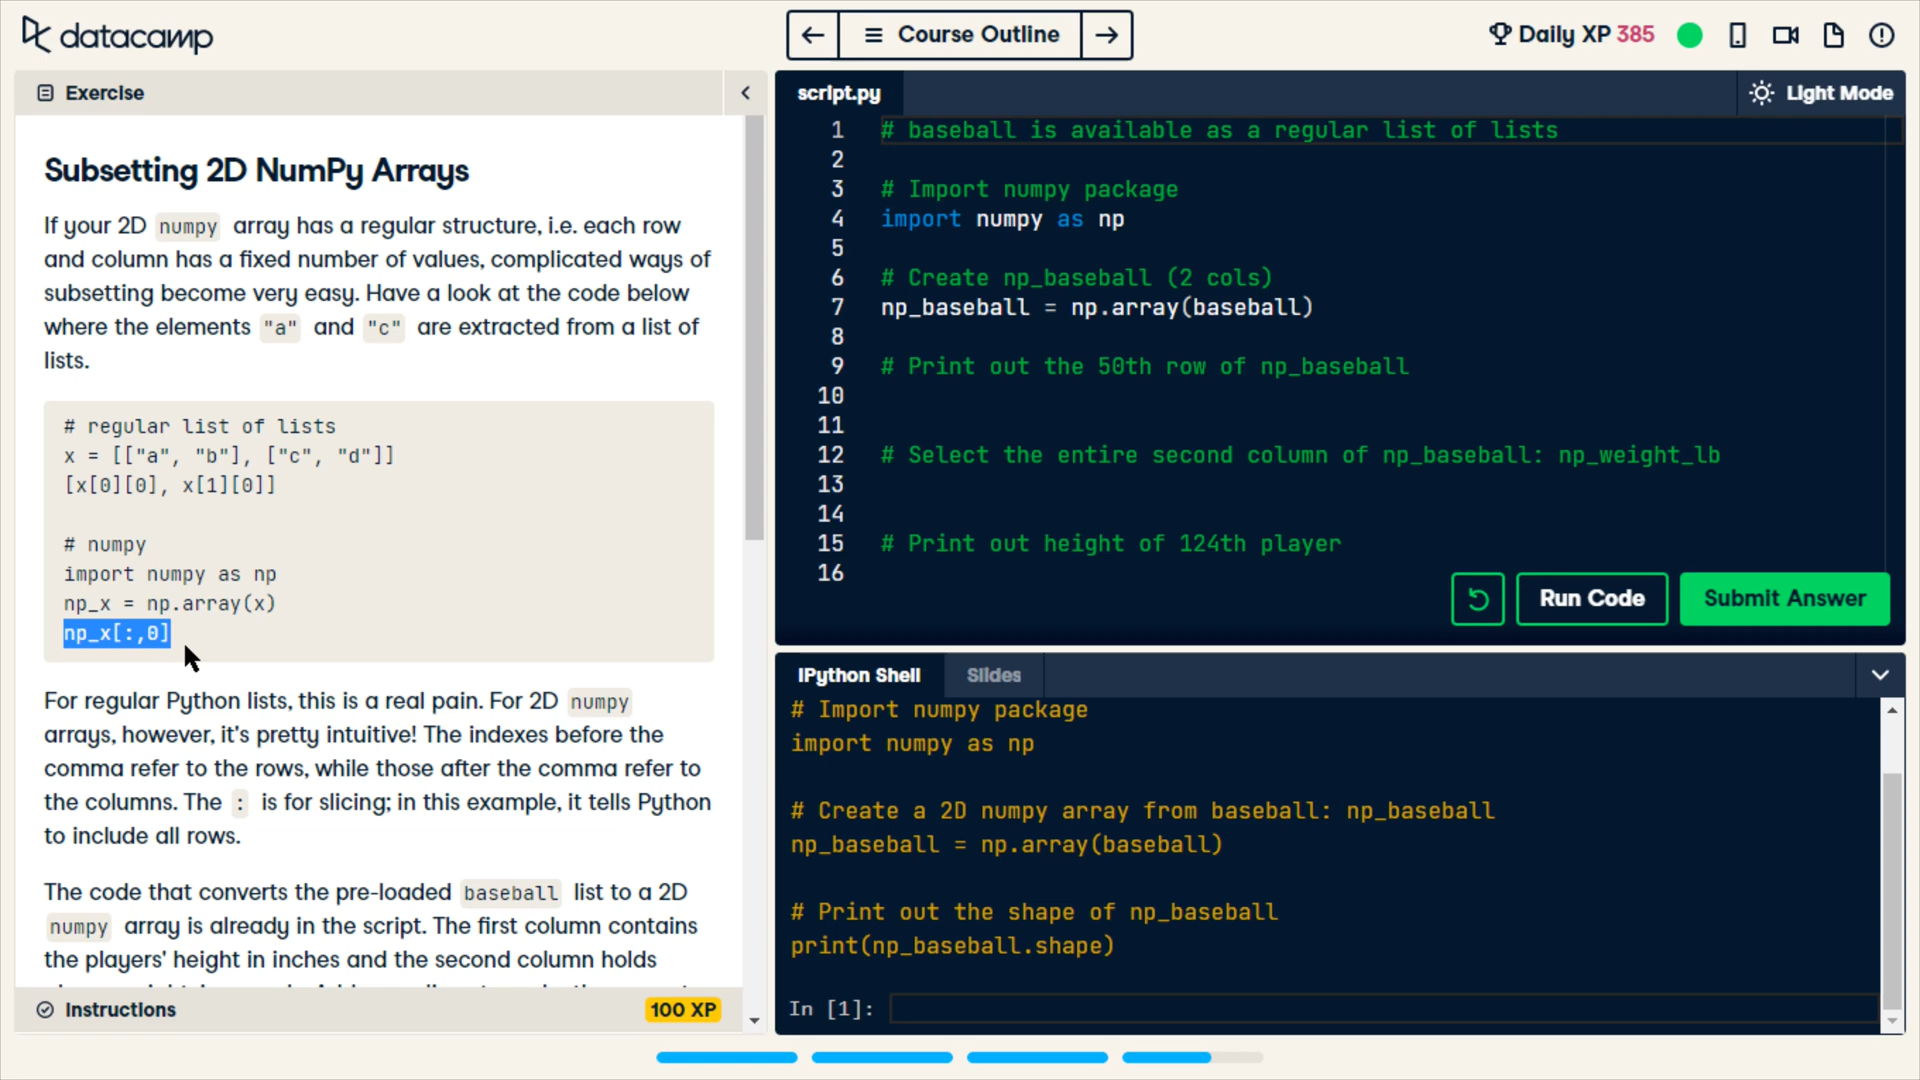 datacamp
Course Outline
Daily XP 385
Exercise
Subsetting 2D NumPy Arrays
If your 2D numpy array has a regular structure, i.e. each row
and column has a fixed number of values, complicated ways of
subsetting become very easy. Have a look at the code below
where the elements "a" and "c" are extracted from a list of
lists.
# regular list of lists
x = [["a", "b"], ["c", "d"]]
[x[0][0], x[1][0]]
# numpy
import numpy as np
np_x = np.array(x)
np_x[:,0]
For regular Python lists, this is a real pain. For 2D numpy
arrays, however, it's pretty intuitive! The indexes before the
comma refer to the rows, while those after the comma refer to
the columns. The : is for slicing; in this example, it tells Python
to include all rows.
The code that converts the pre-loaded baseball list to a 2D
numpy array is already in the script. The first column contains
the players' height in inches and the second column holds
Instructions
100 XP
script.py
Light Mode
1 # baseball is available as a regular list of lists
2
3 # Import numpy package
4 import numpy as np
5
6 # Create np_baseball (2 cols)
7 np_baseball = np.array(baseball)
8
9 # Print out the 50th row of np_baseball
10
11
12 # Select the entire second column of np_baseball: np_weight_lb
13
14
15 # Print out height of 124th player
16
Run Code
Submit Answer
IPython Shell
Slides
# Import numpy package
import numpy as np
# Create a 2D numpy array from baseball: np_baseball
np_baseball = np.array(baseball)
# Print out the shape of np_baseball
print(np_baseball.shape)
In [1]: